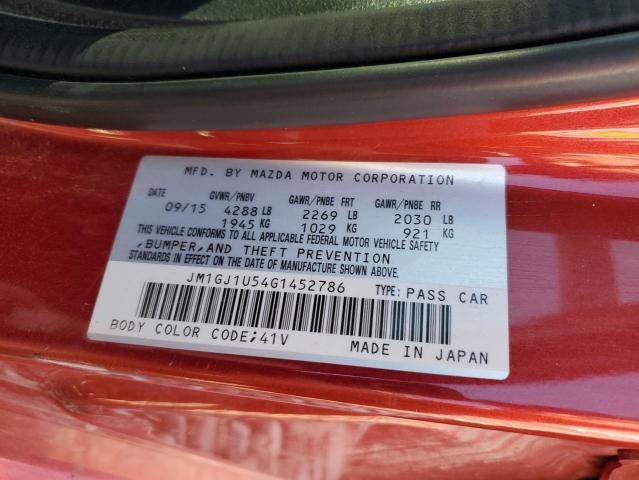 MFD. BY MAZDA MOTOR CORPORATION
DATE GVWR/PNBV GAWR/PNBE FRT GAWR/PNBE RR
09/15 4288 LB 2269 LB 2030 LB
1945 KG 1029 KG 921 KG
THIS VEHICLE CONFORMS TO ALL APPLICABLE FEDERAL MOTOR VEHICLE SAFETY
,BUMPER,AND THEFT PREVENTION
STANDARDS IN EFFECT ON THE DATE OF MANUFACTURE SHOWN ABOVE.
JM1GJ1U54G1452786 TYPE: PASS CAR
BODY COLOR CODE;41V MADE IN JAPAN